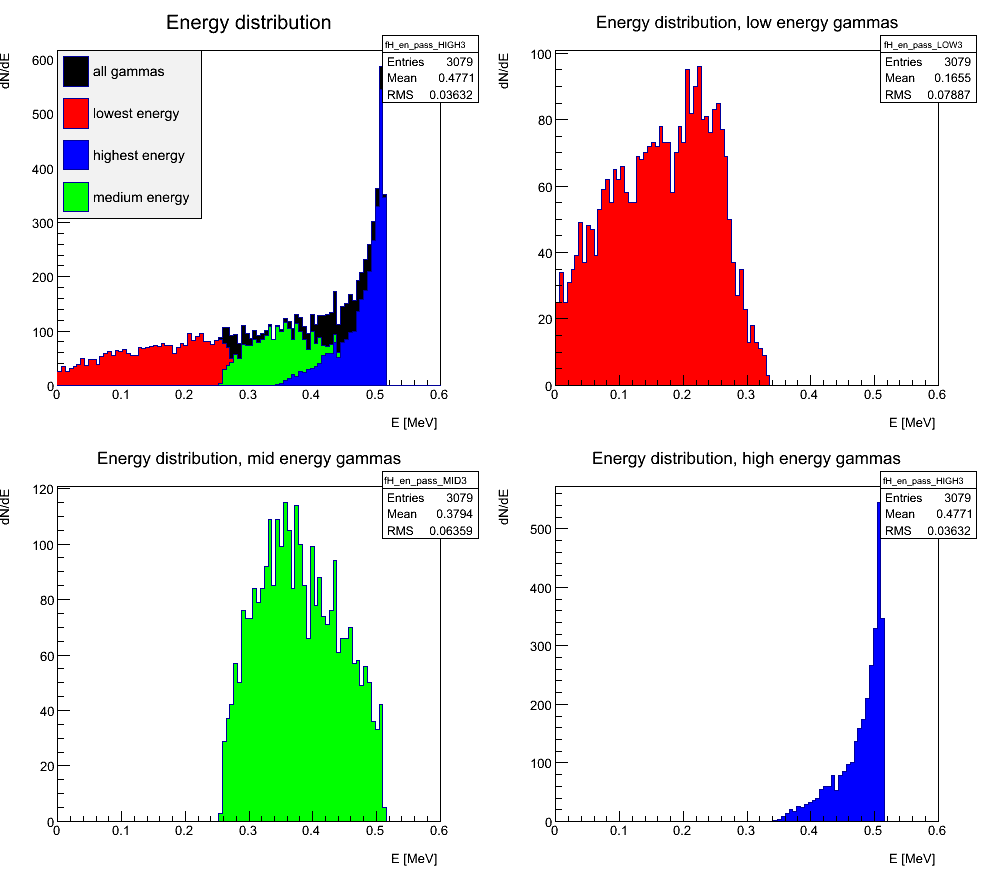 Energy distribution
dN/dE
fH_en_pass_HIGH3
Entries 3079
Mean 0.4771
RMS 0.03632
all gammas
lowest energy
highest energy
medium energy
600
500
400
300
200
100
0
0 0.1 0.2 0.3 0.4 0.5 0.6
E [MeV]
Energy distribution, low energy gammas
dN/dE
fH_en_pass_LOW3
Entries 3079
Mean 0.1655
RMS 0.07887
100
80
60
40
20
0
0 0.1 0.2 0.3 0.4 0.5 0.6
E [MeV]
Energy distribution, mid energy gammas
dN/dE
fH_en_pass_MID3
Entries 3079
Mean 0.3794
RMS 0.06359
120
100
80
60
40
20
0
0 0.1 0.2 0.3 0.4 0.5 0.6
E [MeV]
Energy distribution, high energy gammas
dN/dE
fH_en_pass_HIGH3
Entries 3079
Mean 0.4771
RMS 0.03632
500
400
300
200
100
0
0 0.1 0.2 0.3 0.4 0.5 0.6
E [MeV]